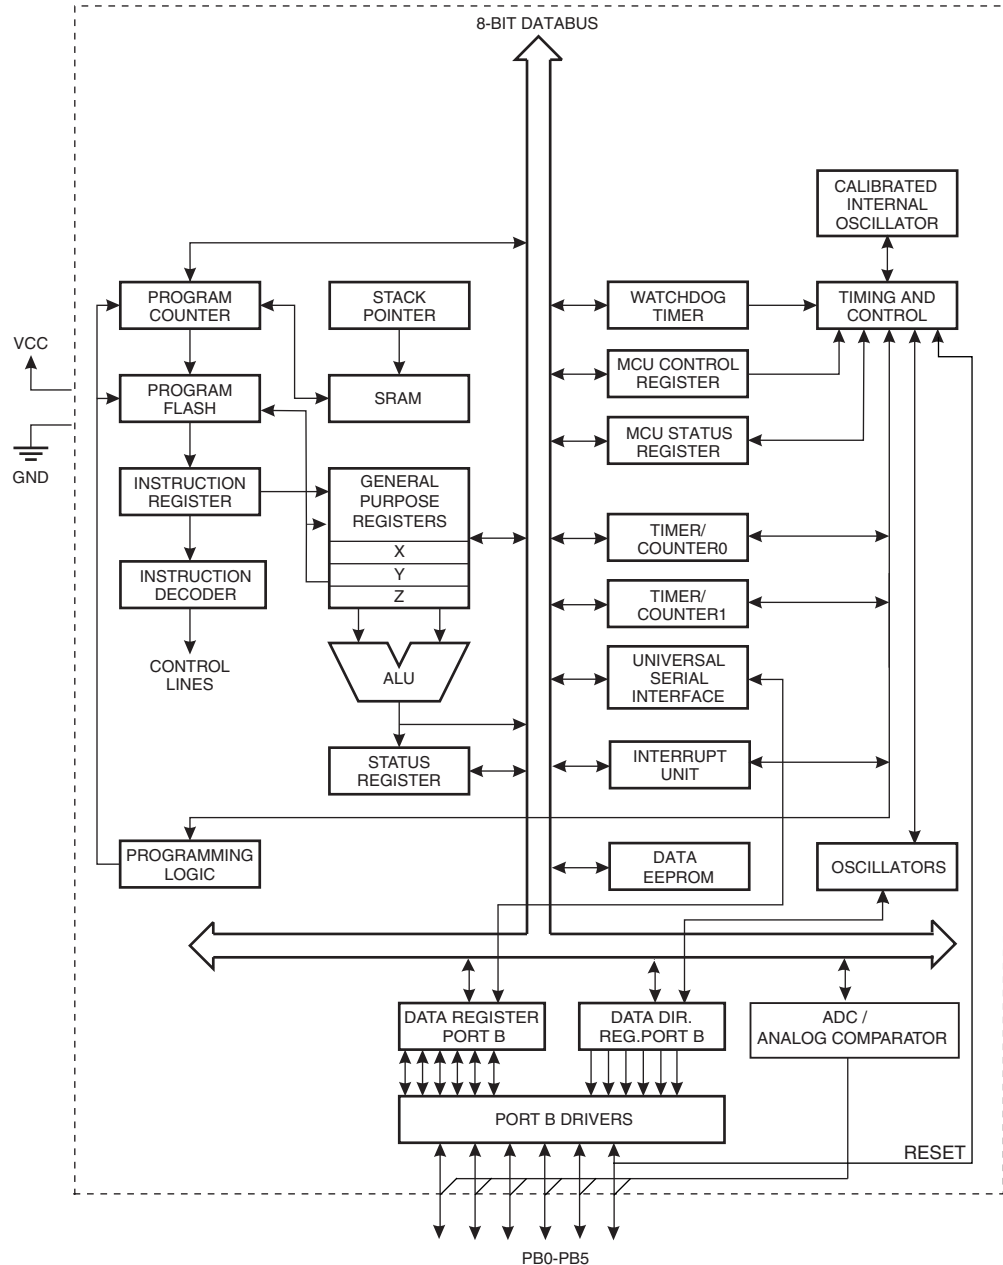 8-BIT DATABUS
CALIBRATED
INTERNAL
OSCILLATOR
PROGRAM
COUNTER
STACK
POINTER
WATCHDOG
TIMER
TIMING AND
CONTROL
VCC
PROGRAM
FLASH
SRAM
MCU CONTROL
REGISTER
MCU STATUS
REGISTER
GND
INSTRUCTION
REGISTER
GENERAL
PURPOSE
REGISTERS
X
Y
Z
TIMER/
COUNTER0
INSTRUCTION
DECODER
TIMER/
COUNTER1
CONTROL
LINES
ALU
UNIVERSAL
SERIAL
INTERFACE
STATUS
REGISTER
INTERRUPT
UNIT
PROGRAMMING
LOGIC
DATA
EEPROM
OSCILLATORS
DATA REGISTER
PORT B
DATA DIR.
REG.PORT B
ADC /
ANALOG COMPARATOR
PORT B DRIVERS
RESET
PB0-PB5